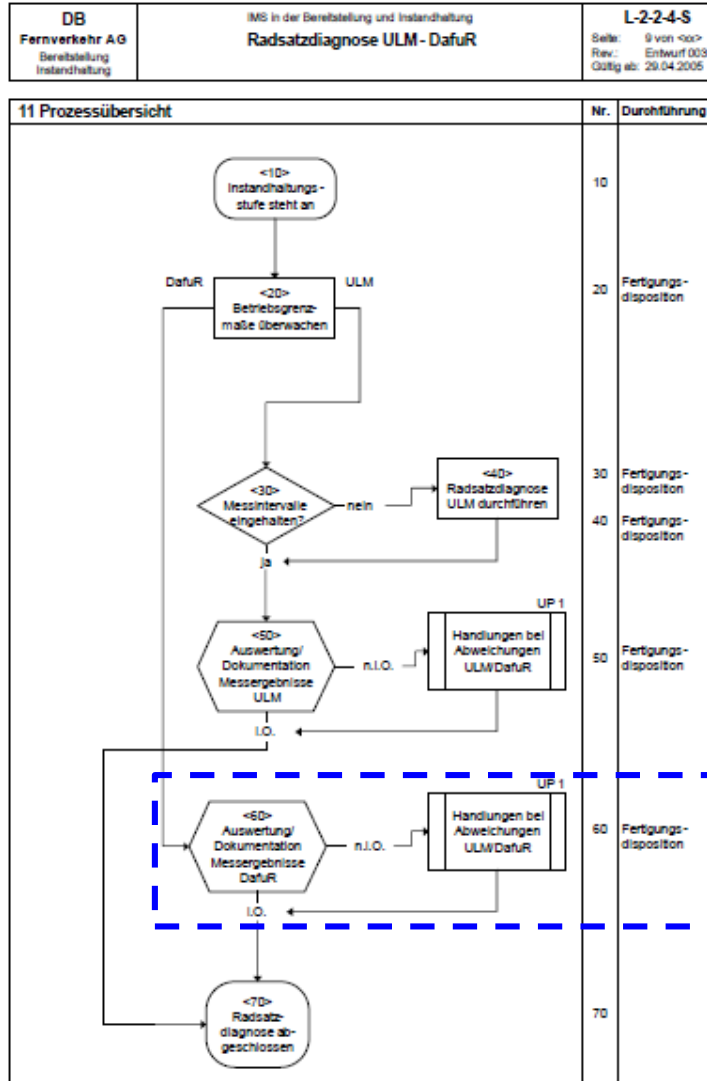 DB
Fernverkehr AG
Bereitstellung
Instandhaltung
IMS in der Bereitstellung und Instandhaltung
Radsatzdiagnose ULM - DafuR
L-2-2-4-S
Seite: 9 von <xx>
Rev.: Entwurf 003
Gültig ab: 29.04.2005
11 Prozessübersicht
Nr.
Durchführung
<10>
Instandhaltungs-
stufe steht an
10
DafuR
ULM
<20>
Betriebsgrenz-
maße überwachen
20
Fertigungs-
disposition
<30>
Messintervalle
eingehalten?
nein
ja
<40>
Radsatzdiagnose
ULM durchführen
30
Fertigungs-
disposition
40
Fertigungs-
disposition
<50>
Auswertung/
Dokumentation
Messergebnisse
ULM
n.I.O.
I.O.
UP 1
Handlungen bei
Abweichungen
ULM/DafuR
50
Fertigungs-
disposition
<60>
Auswertung/
Dokumentation
Messergebnisse
DafuR
n.I.O.
I.O.
UP 1
Handlungen bei
Abweichungen
ULM/DafuR
60
Fertigungs-
disposition
<70>
Radsatz-
diagnose ab-
geschlossen
70